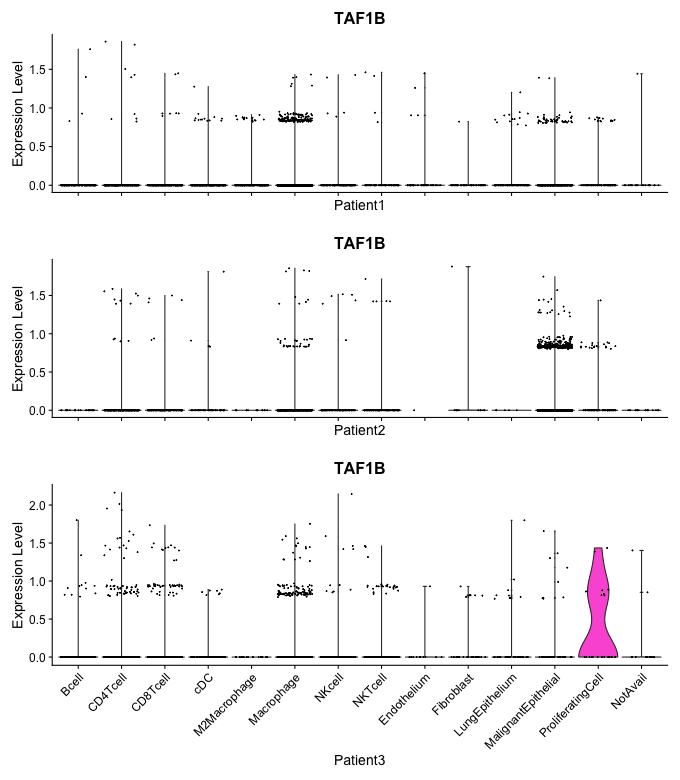 TAF1B
Expression Level
1.5
1.0
0.5
0.0
Patient1
TAF1B
Expression Level
1.5
1.0
0.5
0.0
Patient2
TAF1B
Expression Level
2.0
1.5
1.0
0.5
0.0
Bcell
CD4Tcell
CD8Tcell
cDC
M2Macrophage
Macrophage
NKcell
NKTcell
Endothelium
Fibroblast
LungEpithelium
MalignantEpithelial
ProliferatingCell
NotAvail
Patient3